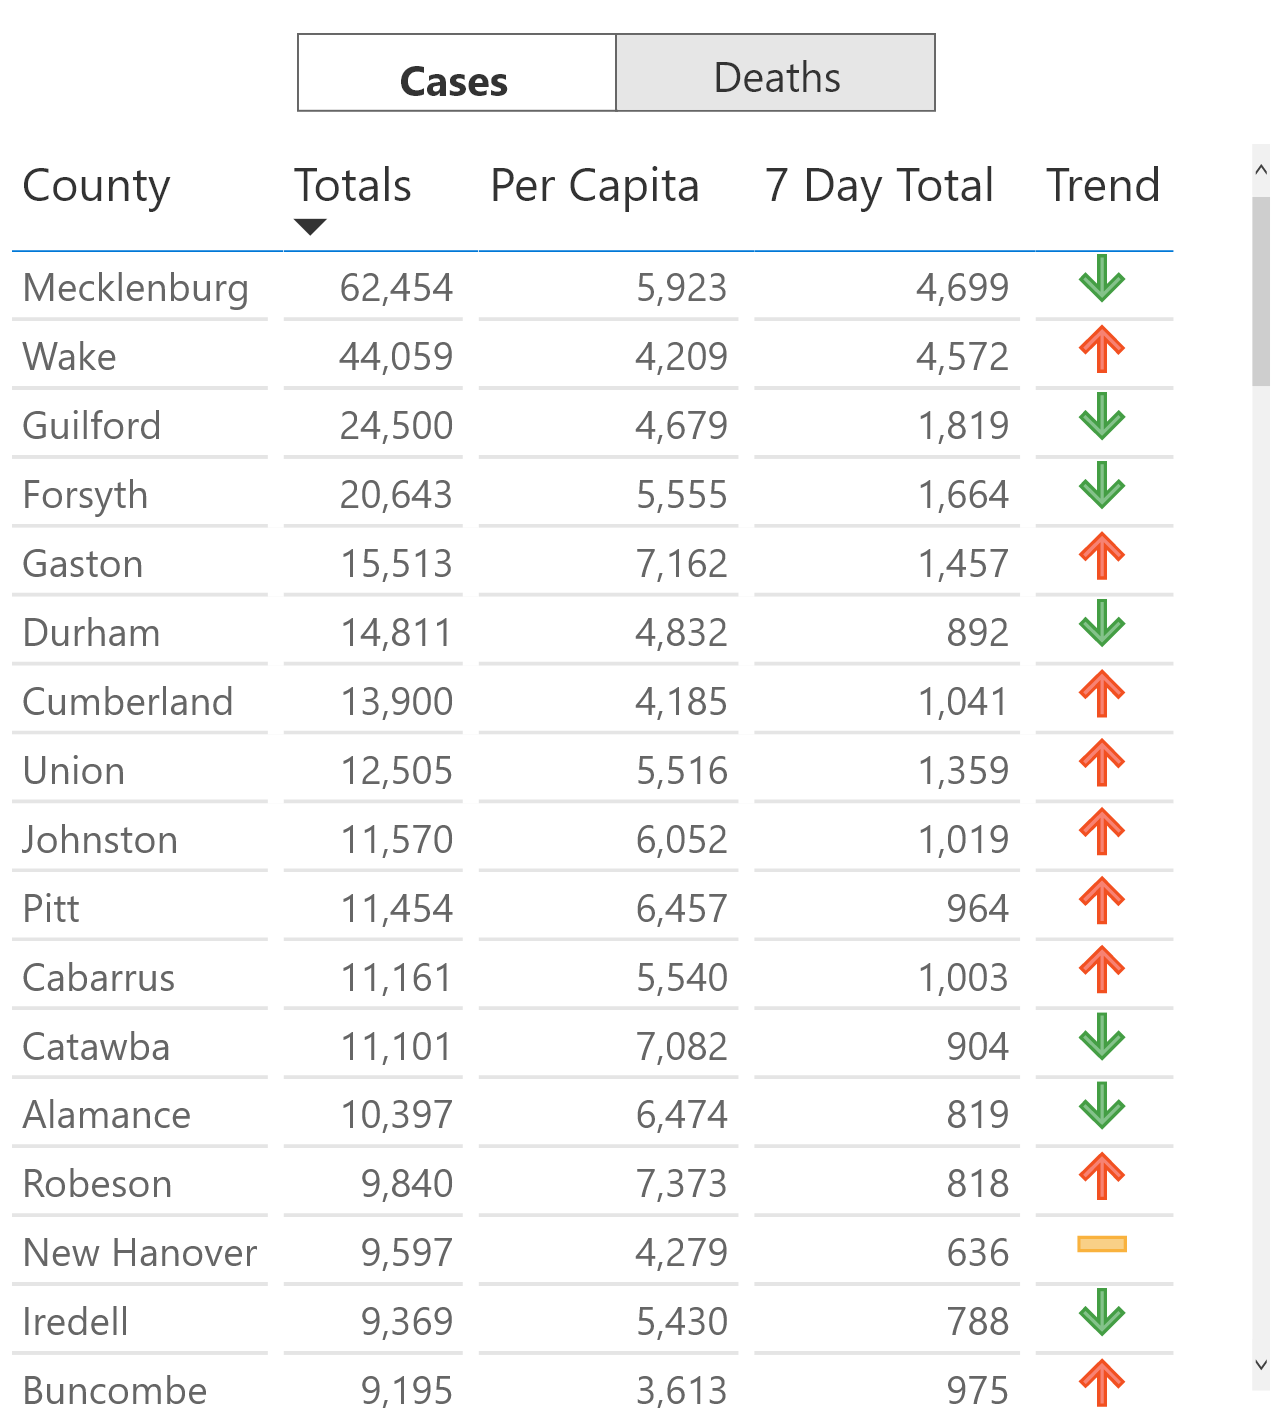 Cases Deaths
County Totals Per Capita 7 Day Total Trend
Mecklenburg 62,454 5,923 4,699
Wake 44,059 4,209 4,572
Guilford 24,500 4,679 1,819
Forsyth 20,643 5,555 1,664
Gaston 15,513 7,162 1,457
Durham 14,811 4,832 892
Cumberland 13,900 4,185 1,041
Union 12,505 5,516 1,359
Johnston 11,570 6,052 1,019
Pitt 11,454 6,457 964
Cabarrus 11,161 5,540 1,003
Catawba 11,101 7,082 904
Alamance 10,397 6,474 819
Robeson 9,840 7,373 818
New Hanover 9,597 4,279 636
Iredell 9,369 5,430 788
Buncombe 9,195 3,613 975